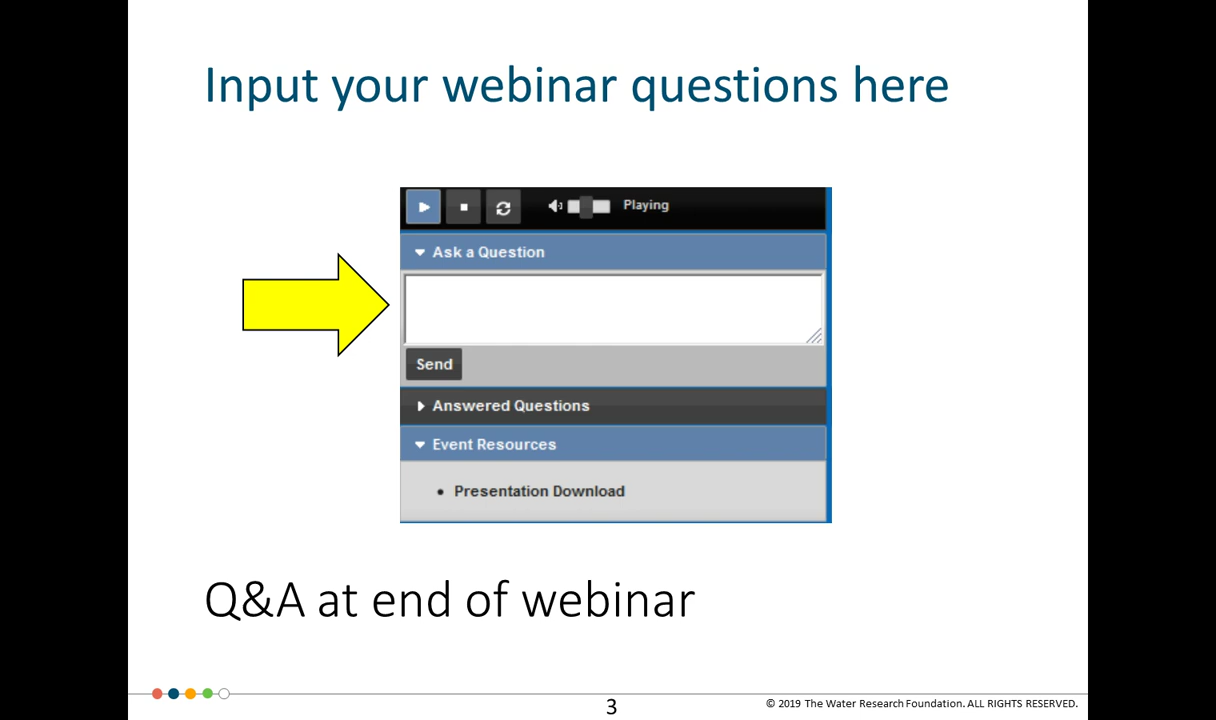 Input your webinar questions here
Playing
Ask a Question
Send
Answered Questions
Event Resources
• Presentation Download
Q&A at end of webinar
3
© 2019 The Water Research Foundation. ALL RIGHTS RESERVED.